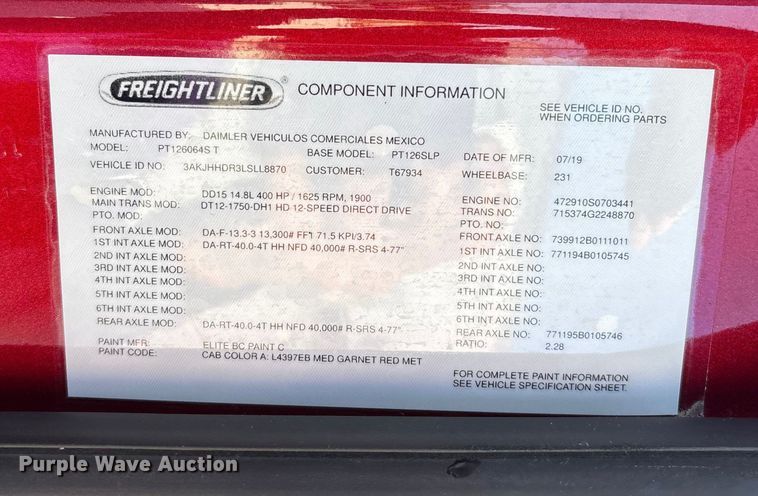 FREIGHTLINER® COMPONENT INFORMATION
SEE VEHICLE ID NO.
WHEN ORDERING PARTS
MANUFACTURED BY: DAIMLER VEHICULOS COMERCIALES MEXICO
MODEL: PT126064S T BASE MODEL: PT126SLP DATE OF MFR: 07/19
VEHICLE ID NO: 3AKJHHDR3LSLL8870 CUSTOMER: T67934 WHEELBASE: 231
ENGINE MOD: DD15 14.8L 400 HP / 1625 RPM, 1900 ENGINE NO: 472910S0703441
MAIN TRANS MOD: DT12-1750-DH1 HD 12-SPEED DIRECT DRIVE TRANS NO: 715374G2248870
PTO. MOD: PTO. NO:
FRONT AXLE MOD: DA-F-13.3-3 13,300# FF1 71.5 KPI/3.74 FRONT AXLE NO: 739912B0111011
1ST INT AXLE MOD: DA-RT-40.0-4T HH NFD 40,000# R-SRS 4-77" 1ST INT AXLE NO: 771194B0105745
2ND INT AXLE MOD: 2ND INT AXLE NO:
3RD INT AXLE MOD: 3RD INT AXLE NO:
4TH INT AXLE MOD: 4TH INT AXLE NO:
5TH INT AXLE MOD: 5TH INT AXLE NO:
6TH INT AXLE MOD: 6TH INT AXLE NO:
REAR AXLE MOD: DA-RT-40.0-4T HH NFD 40,000# R-SRS 4-77" REAR AXLE NO: 771195B0105746
RATIO: 2.28
PAINT MFR: ELITE BC PAINT C
PAINT CODE: CAB COLOR A: L4397EB MED GARNET RED MET
FOR COMPLETE PAINT INFORMATION
SEE VEHICLE SPECIFICATION SHEET.
Purple Wave Auction